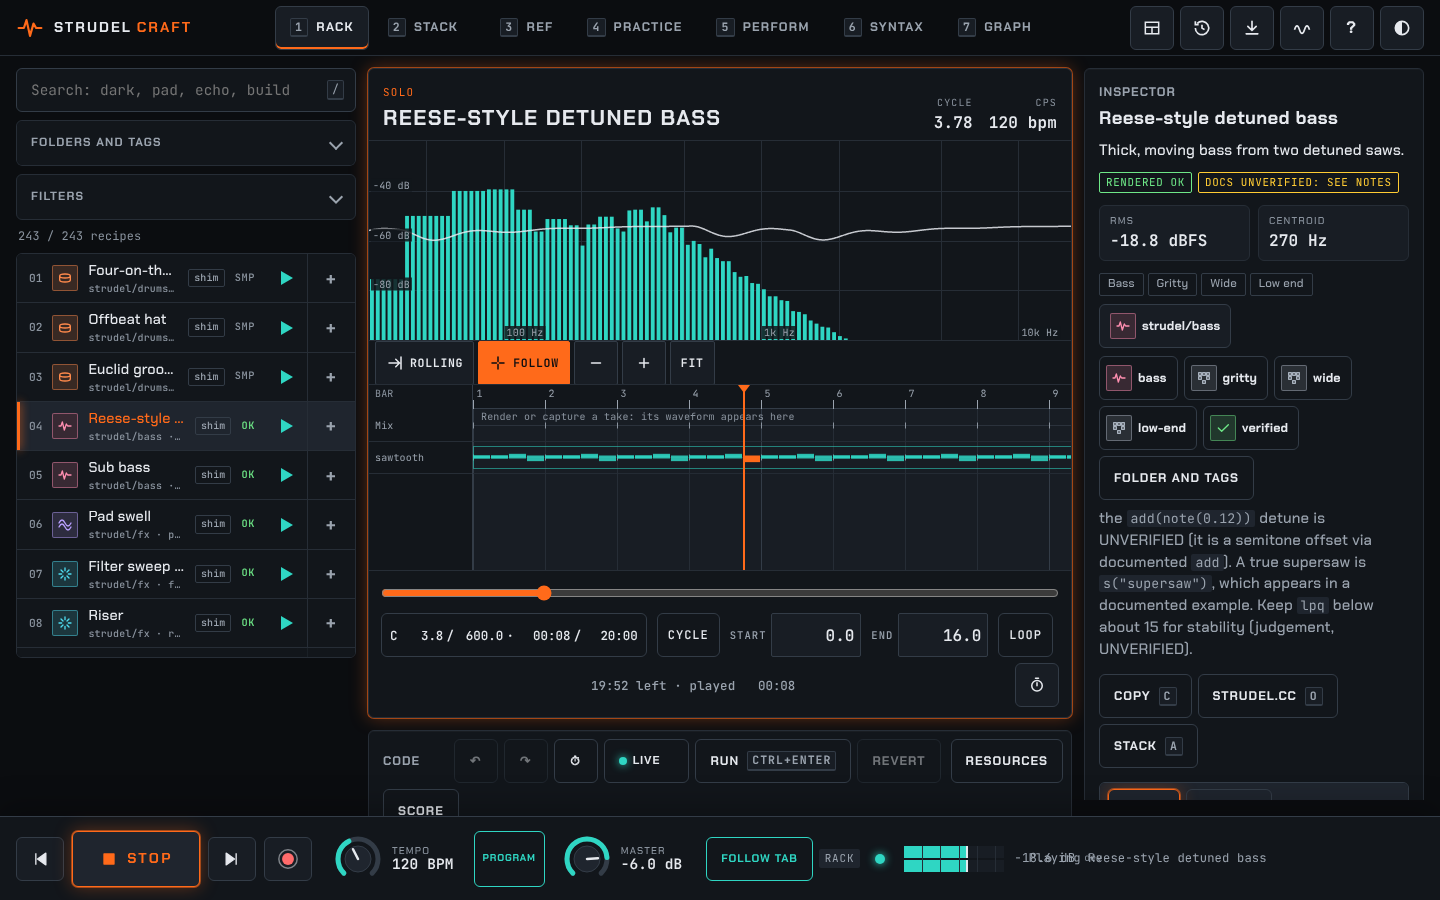 STRUDEL CRAFT
1 RACK
2 STACK
3 REF
4 PRACTICE
5 PERFORM
6 SYNTAX
7 GRAPH
?
Search: dark, pad, echo, build /
FOLDERS AND TAGS
FILTERS
243 / 243 recipes
01 Four-on-th… shim SMP +
strudel/drums…
02 Offbeat hat shim SMP +
strudel/drums…
03 Euclid groo… shim SMP +
strudel/drums…
04 Reese-style … shim OK +
strudel/bass ·…
05 Sub bass shim OK +
strudel/bass ·…
06 Pad swell shim OK +
strudel/fx · p…
07 Filter sweep … shim OK +
strudel/fx · f…
08 Riser shim OK +
strudel/fx · r…
SOLO
REESE-STYLE DETUNED BASS
CYCLE
3.78
CPS
120 bpm
-40 dB
-60 dB
-80 dB
100 Hz
1k Hz
10k Hz
ROLLING
FOLLOW
−
+
FIT
BAR 1 2 3 4 5 6 7 8 9
Render or capture a take: its waveform appears here
Mix
sawtooth
C 3.8 / 600.0 · 00:08 / 20:00
CYCLE
START 0.0
END 16.0
LOOP
19:52 left · played 00:08
CODE
LIVE
RUN CTRL+ENTER
REVERT
RESOURCES
SCORE
INSPECTOR
Reese-style detuned bass
Thick, moving bass from two detuned saws.
RENDERED OK
DOCS UNVERIFIED: SEE NOTES
RMS
-18.8 dBFS
CENTROID
270 Hz
Bass
Gritty
Wide
Low end
strudel/bass
bass
gritty
wide
low-end
verified
FOLDER AND TAGS
the add(note(0.12)) detune is
UNVERIFIED (it is a semitone offset via
documented add). A true supersaw is
s("supersaw"), which appears in a
documented example. Keep lpq below
about 15 for stability (judgement,
UNVERIFIED).
COPY C
STRUDEL.CC O
STACK A
STOP
TEMPO
120 BPM
PROGRAM
MASTER
-6.0 dB
FOLLOW TAB
RACK
Playing Reese-style detuned bass